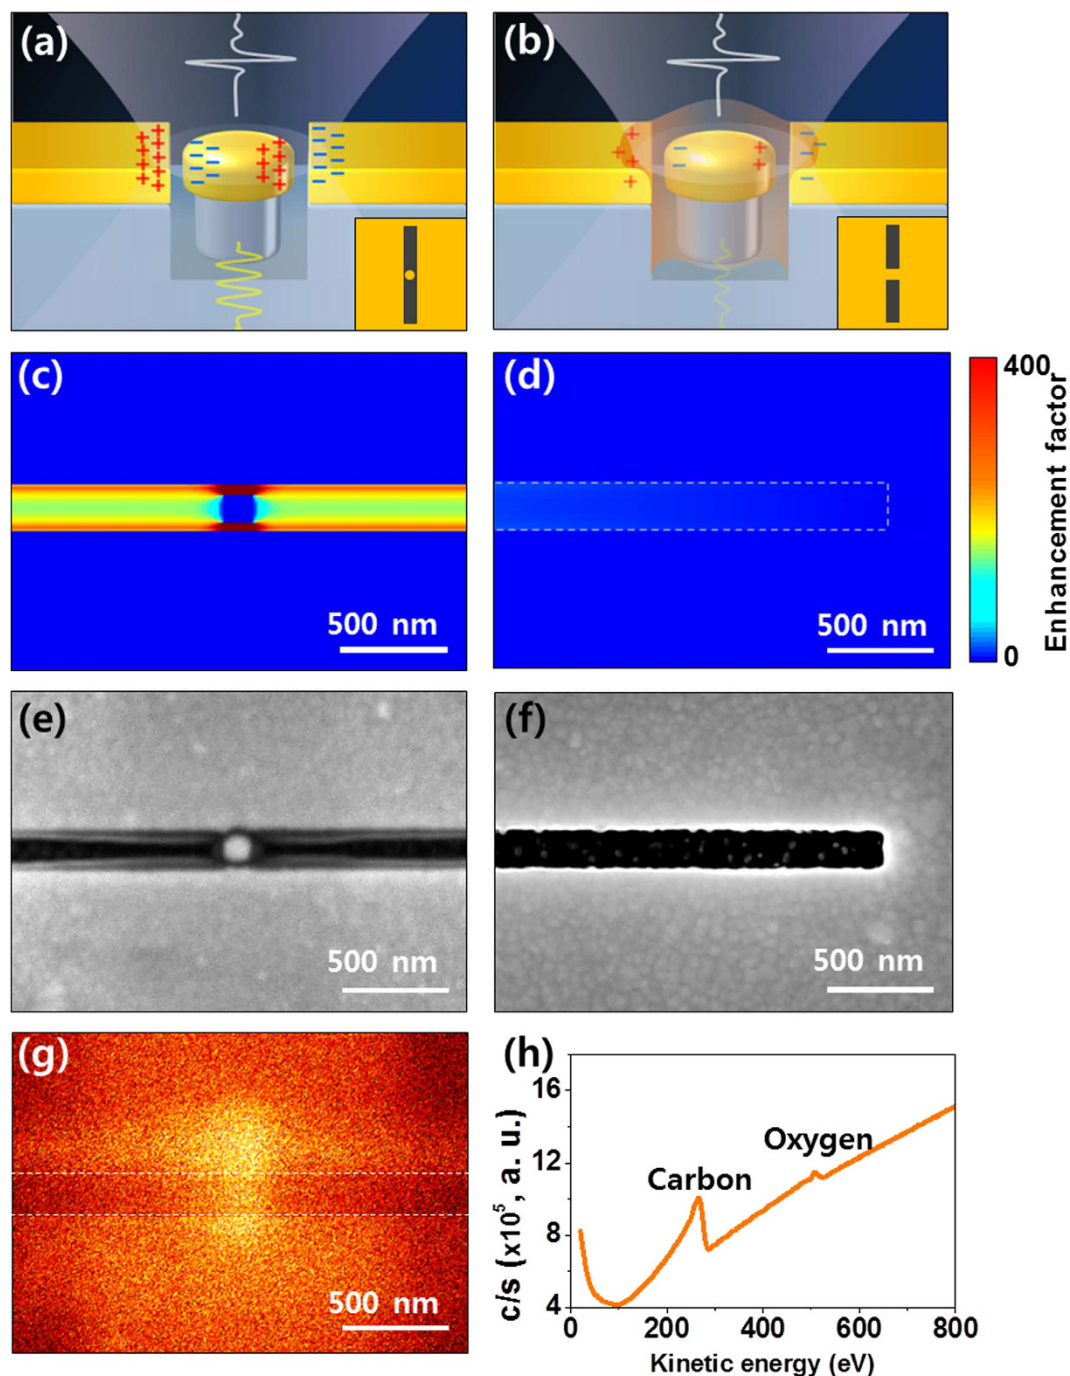 (a)
(b)
(c)
500 nm
(d)
500 nm
400
0
Enhancement factor
(e)
500 nm
(f)
500 nm
(g)
500 nm
(h)
c/s (x10⁵, a. u.)
16
12
8
4
Carbon
Oxygen
0 200 400 600 800
Kinetic energy (eV)